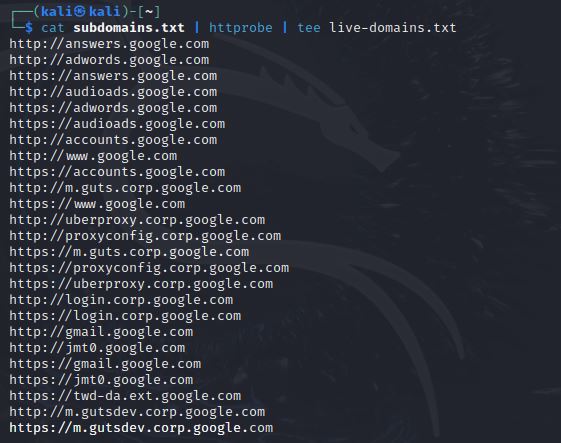 ┌──(kali㉿kali)-[~]
└─$ cat subdomains.txt | httprobe | tee live-domains.txt
http://answers.google.com
http://adwords.google.com
https://answers.google.com
http://audioads.google.com
https://adwords.google.com
https://audioads.google.com
http://accounts.google.com
http://www.google.com
https://accounts.google.com
http://m.guts.corp.google.com
https://www.google.com
http://uberproxy.corp.google.com
http://proxyconfig.corp.google.com
https://m.guts.corp.google.com
https://proxyconfig.corp.google.com
https://uberproxy.corp.google.com
http://login.corp.google.com
https://login.corp.google.com
http://gmail.google.com
http://jmt0.google.com
https://gmail.google.com
https://jmt0.google.com
https://twd-da.ext.google.com
http://m.gutsdev.corp.google.com
https://m.gutsdev.corp.google.com